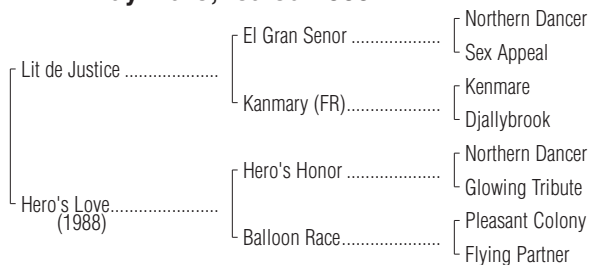 Northern Dancer
El Gran Senor ....................
Sex Appeal
Lit de Justice .....................
Kenmare
Kanmary (FR).....................
Djallybrook
Northern Dancer
Hero's Honor .....................
Glowing Tribute
Hero's Love........................
(1988)
Pleasant Colony
Balloon Race......................
Flying Partner